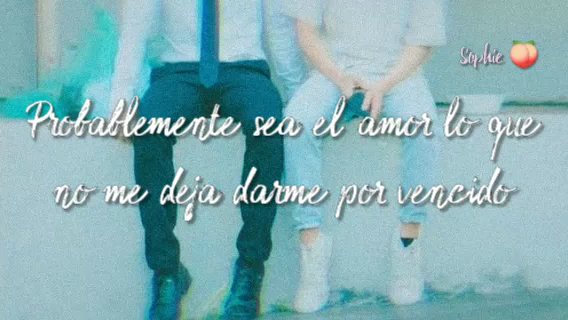 Sophie 🍑
Probablemente sea el amor lo que
no me deja darme por vencido